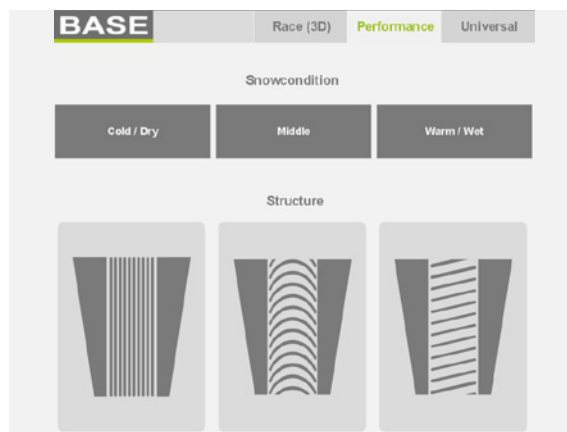 BASE Race (3D) Performance Universal
Snowcondition
Cold / Dry Middle Warm / Wet
Structure